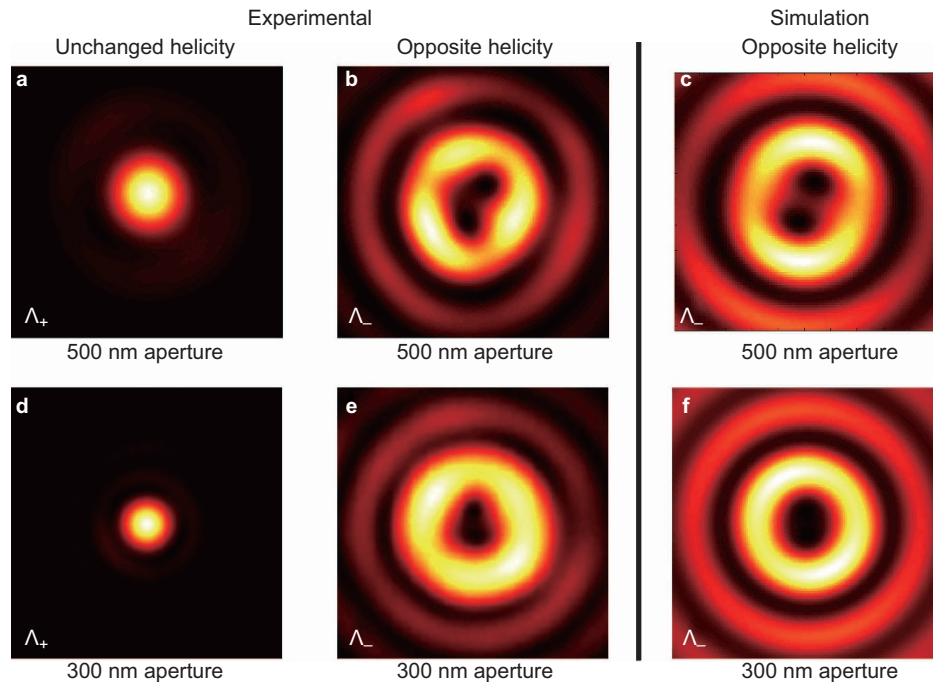 Experimental
Simulation
Unchanged helicity
Opposite helicity
Opposite helicity
a
b
c
Λ+
Λ−
Λ−
500 nm aperture
500 nm aperture
500 nm aperture
d
e
f
Λ+
Λ−
Λ−
300 nm aperture
300 nm aperture
300 nm aperture